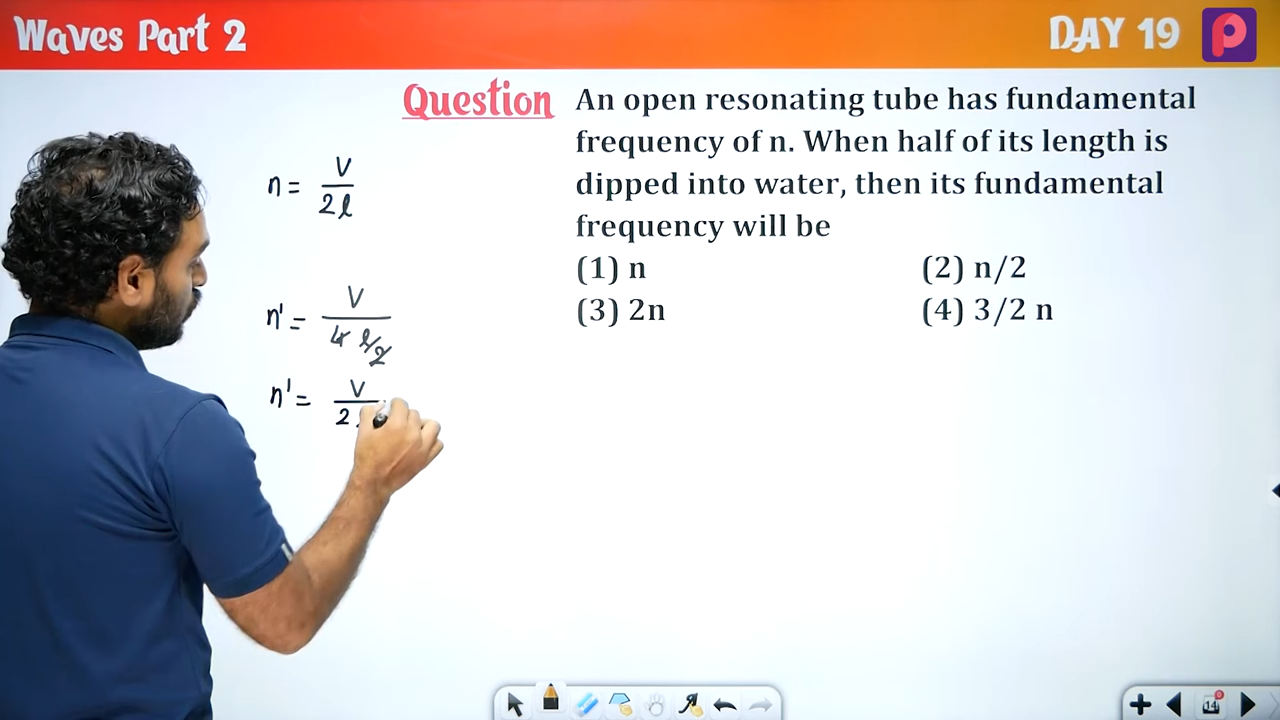 Waves Part 2
DAY 19
Question
An open resonating tube has fundamental
frequency of n. When half of its length is
dipped into water, then its fundamental
frequency will be
(1) n
(2) n/2
(3) 2n
(4) 3/2 n
n = V
2l
n' = V
4 l/2
n' = V
2
14